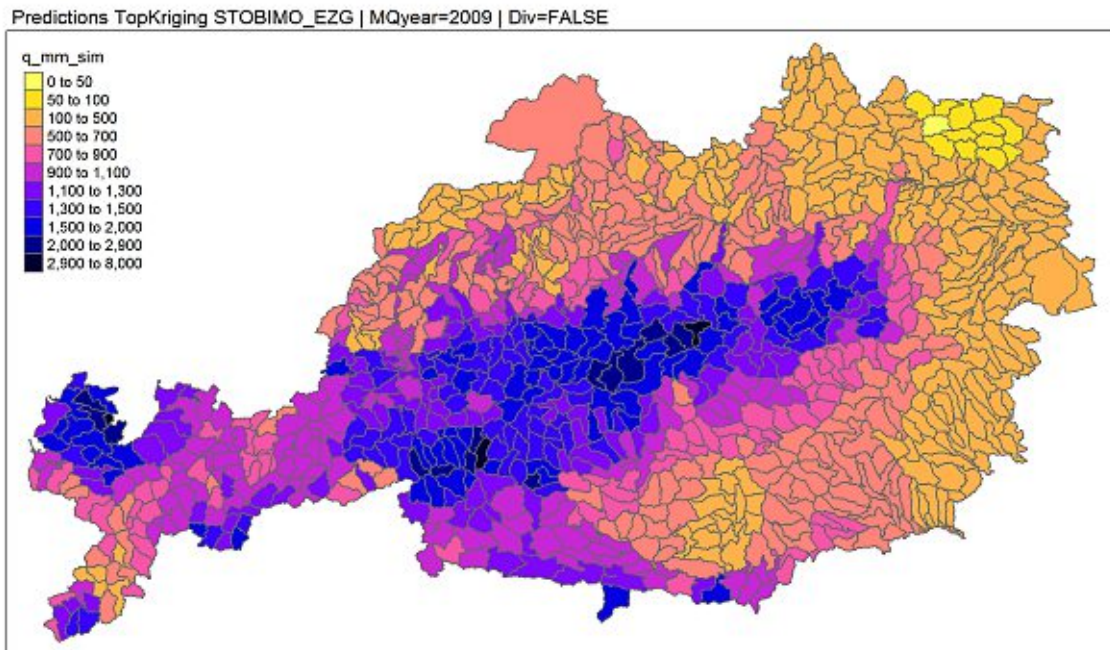 Predictions TopKriging STOBIMO_EZG | MQyear=2009 | Div=FALSE
q_mm_sim
0 to 50
50 to 100
100 to 500
500 to 700
700 to 900
900 to 1,100
1,100 to 1,300
1,300 to 1,500
1,500 to 2,000
2,000 to 2,900
2,900 to 8,000